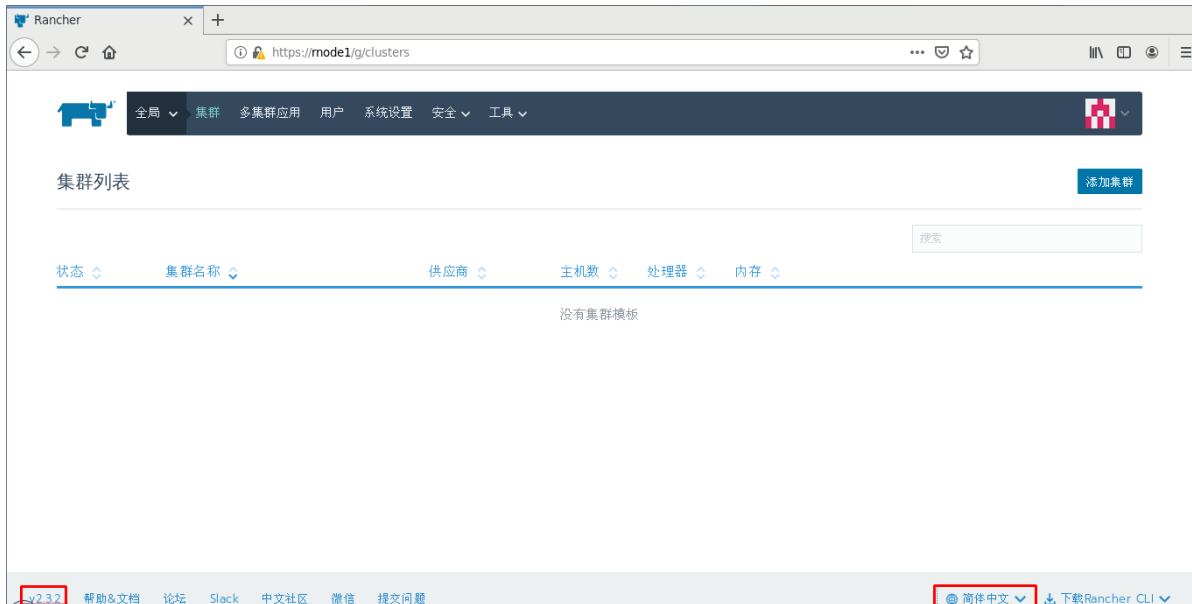 Rancher
https://mode1/g/clusters
全局 集群 多集群应用 用户 系统设置 安全 工具
集群列表 添加集群
搜索
状态 集群名称 供应商 主机数 处理器 内存
没有集群模板
v2.3.2 帮助&文档 论坛 Slack 中文社区 微信 提交问题 简体中文 下载Rancher CLI